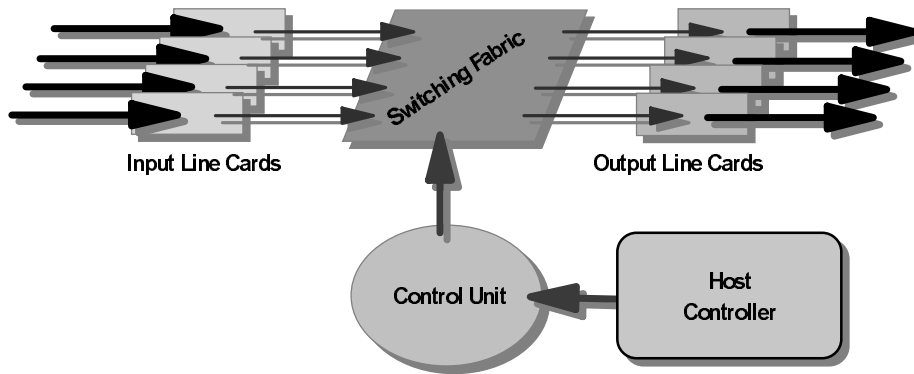 Switching Fabric
Input Line Cards
Output Line Cards
Control Unit
Host
Controller